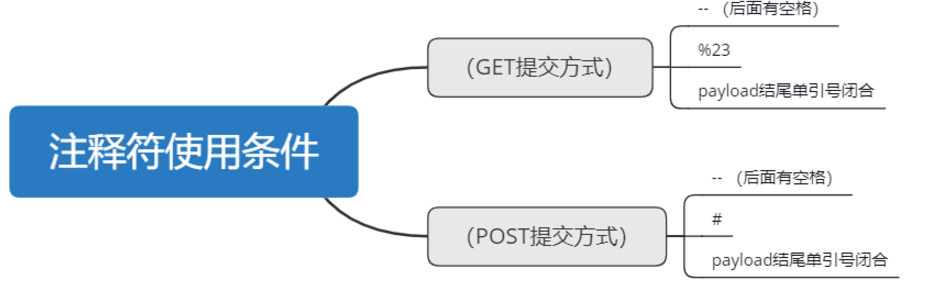 注释符使用条件
（GET提交方式）
-- （后面有空格）
%23
payload结尾单引号闭合
（POST提交方式）
-- （后面有空格）
#
payload结尾单引号闭合